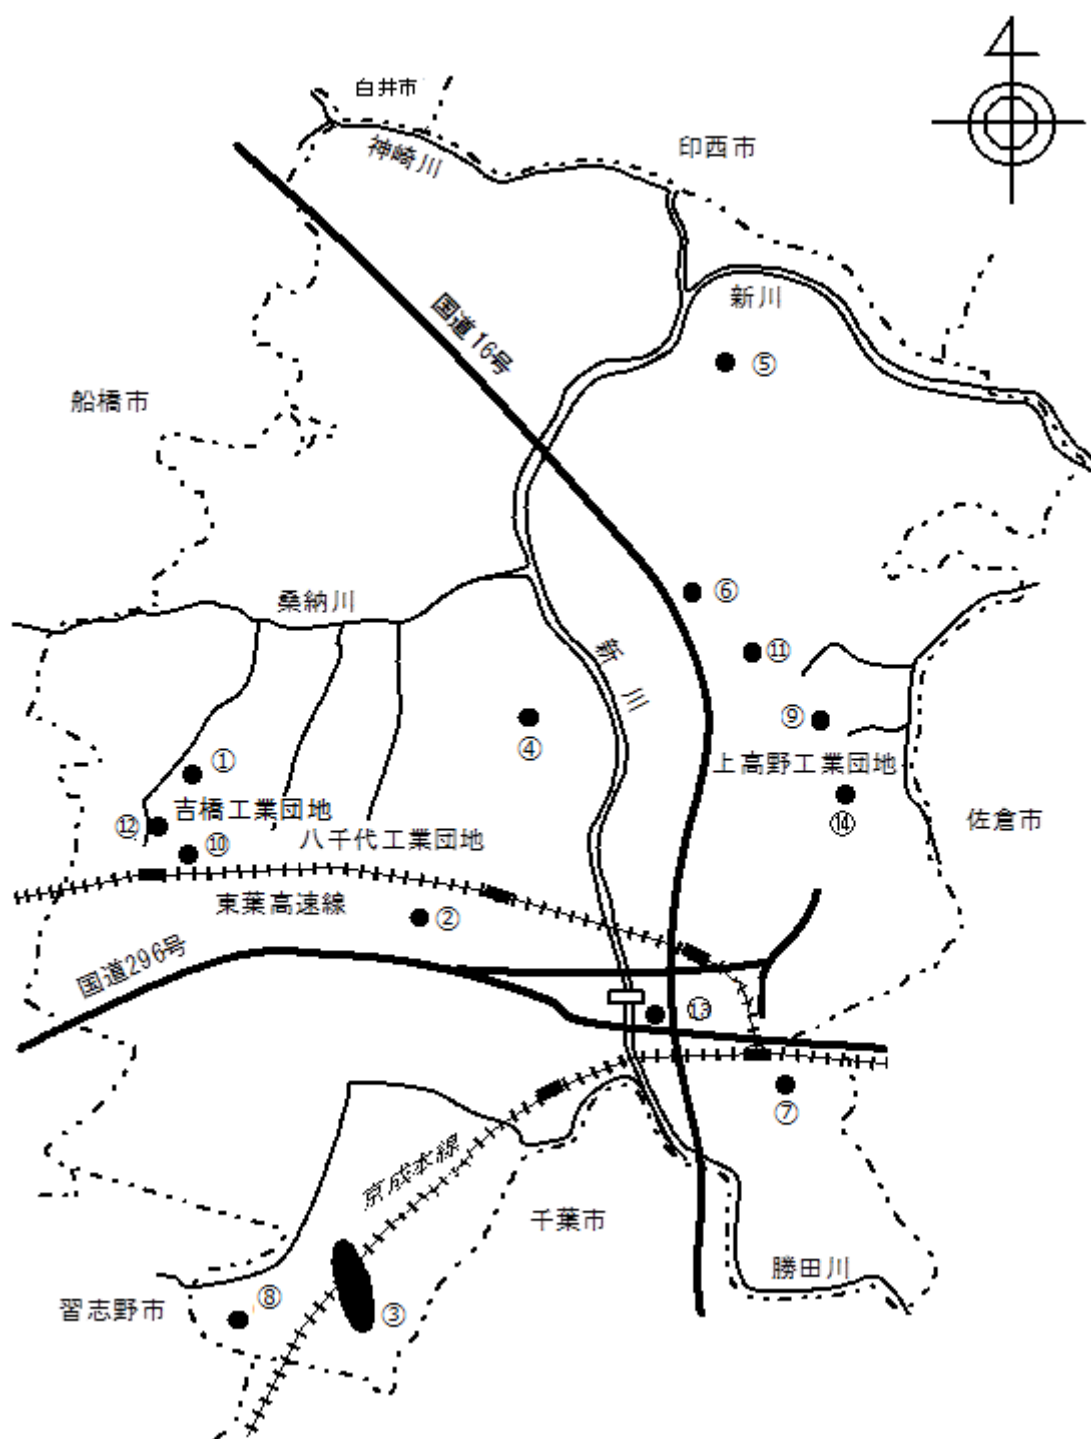 白井市
神崎川
印西市
国道16号
新川
⑤
船橋市
⑥
桑納川
新川
⑪
⑨
④
上高野工業団地
①
吉橋工業団地
⑭
⑫
⑩
八千代工業団地
佐倉市
東葉高速線
②
国道296号
⑬
⑦
京成本線
千葉市
勝田川
習志野市
⑧
③